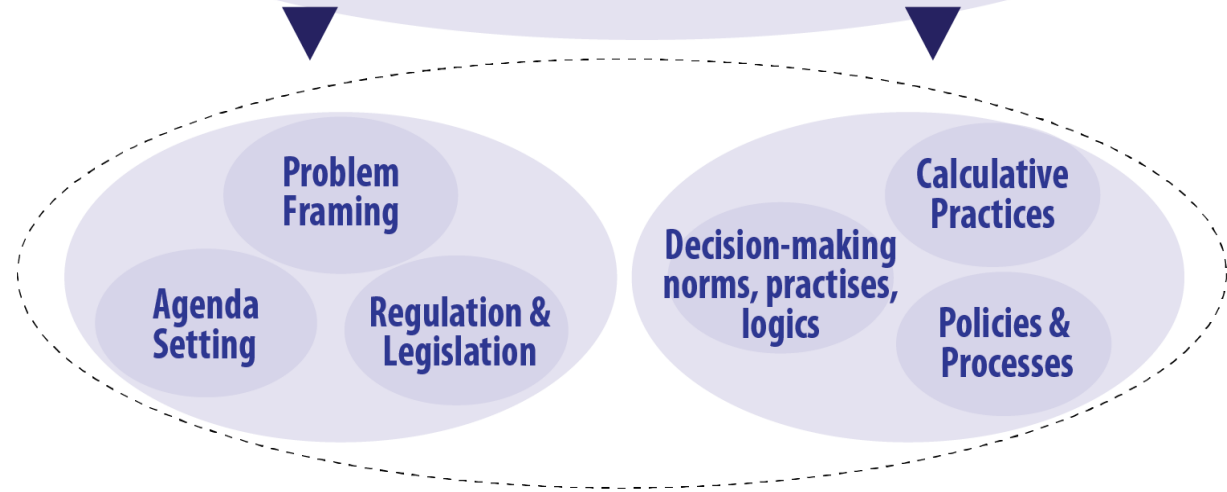 Problem
Framing
Agenda
Setting
Regulation &
Legislation
Decision-making
norms, practises,
logics
Calculative
Practices
Policies &
Processes